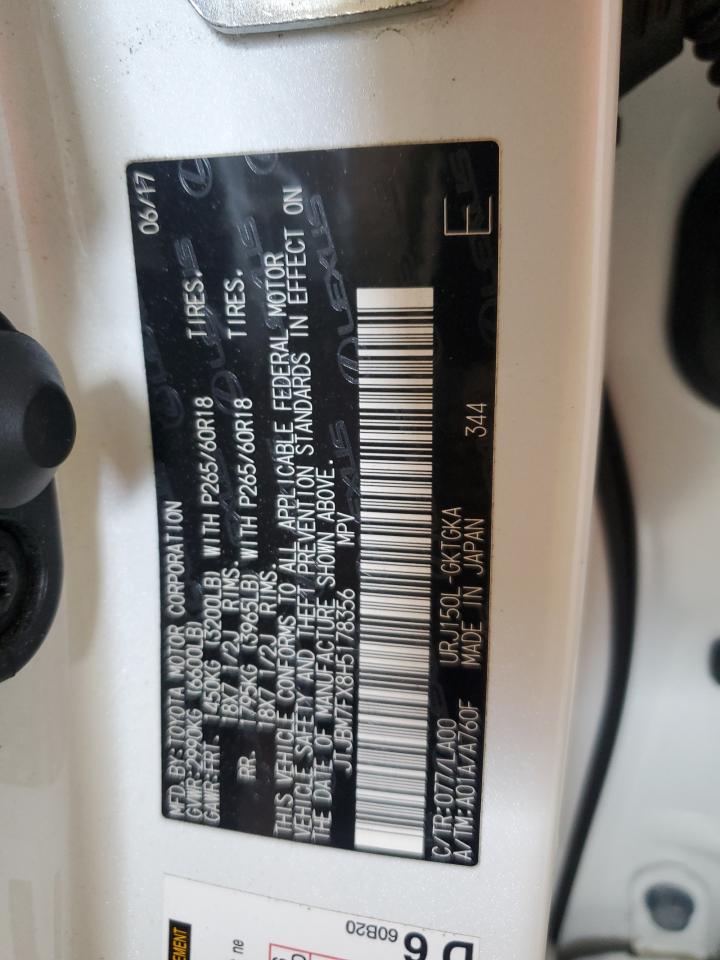 MFD. BY: TOYOTA MOTOR CORPORATION 06/17
GVWR: 2990KG (6600LB)
GAWR: FRT. 1450KG (3200LB) WITH P265/60R18 TIRES.
18X7 1/2J RIMS.
RR. 1795KG (3965LB) WITH P265/60R18 TIRES.
18X7 1/2J RIMS.
THIS VEHICLE CONFORMS TO ALL APPLICABLE FEDERAL MOTOR
VEHICLE SAFETY AND THEFT PREVENTION STANDARDS IN EFFECT ON
THE DATE OF MANUFACTURE SHOWN ABOVE.
JTJBM7FX8H5178356 MPV
LEXUS
C/TR: 077/LA00 URJ150L-GKTGKA 344
A/TM: A01A/A760F MADE IN JAPAN
E
60B20